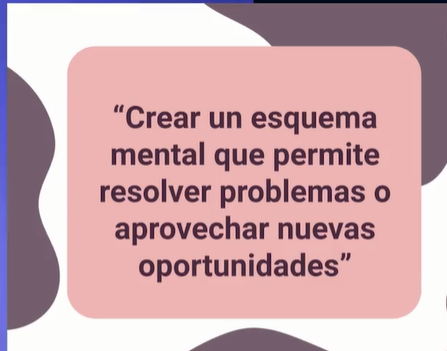 “Crear un esquema
mental que permite
resolver problemas o
aprovechar nuevas
oportunidades”